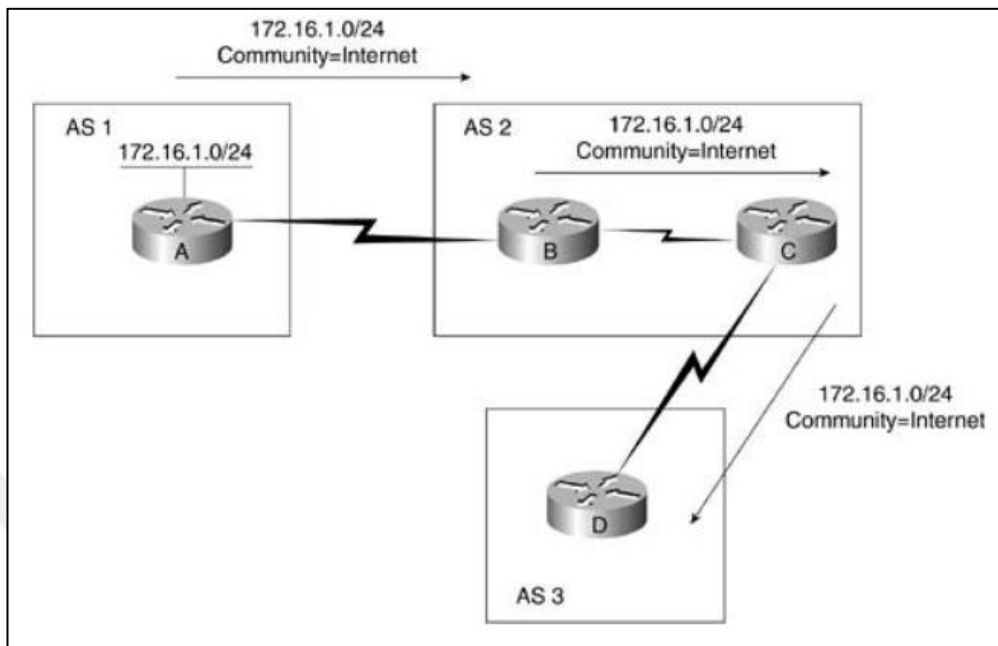 172.16.1.0/24
Community=Internet
AS 1
172.16.1.0/24
A
AS 2
172.16.1.0/24
Community=Internet
B
C
172.16.1.0/24
Community=Internet
D
AS 3